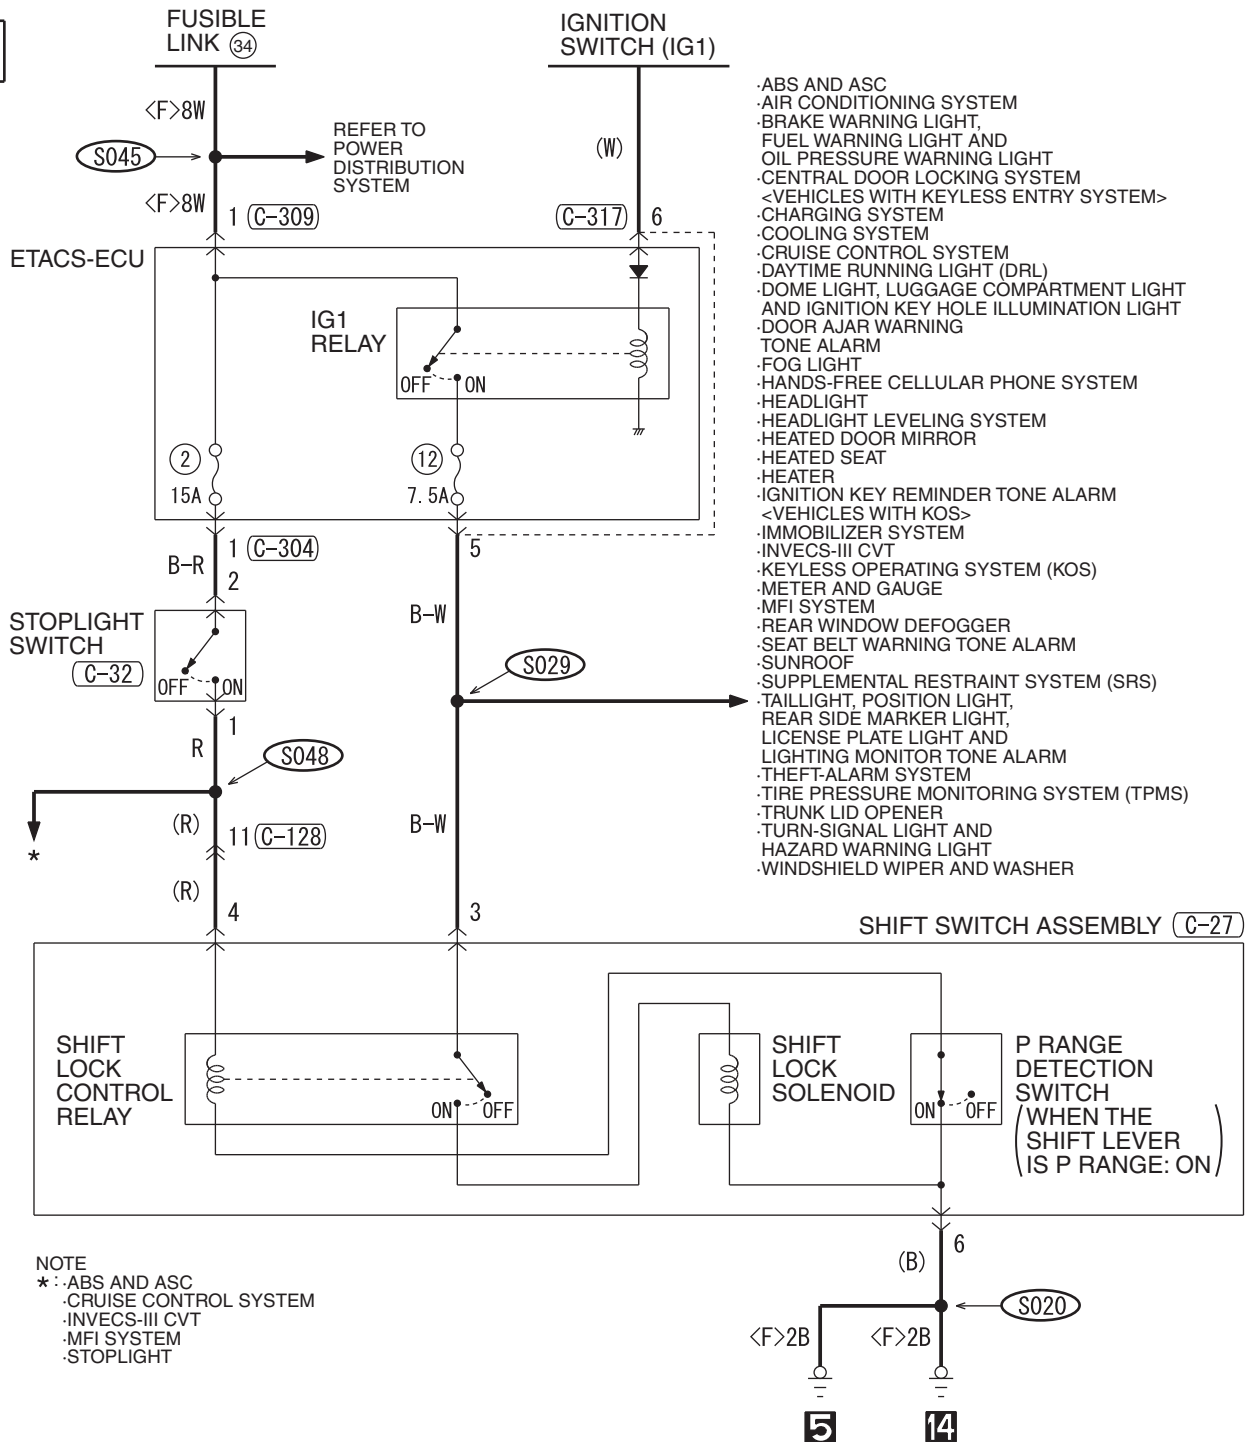 FUSIBLE
LINK 34
IGNITION
SWITCH (IG1)
<F>8W
S045
REFER TO
POWER
DISTRIBUTION
SYSTEM
(W)
<F>8W
1 C-309
C-317 6
ETACS-ECU
IG1
RELAY
OFF ON
2
15A
12
7.5A
1 C-304
5
B-R
2
STOPLIGHT
SWITCH
C-32
OFF ON
1
R
S048
(R)
11 C-128
(R)
4
*
B-W
S029
B-W
3
·ABS AND ASC
·AIR CONDITIONING SYSTEM
·BRAKE WARNING LIGHT,
FUEL WARNING LIGHT AND
OIL PRESSURE WARNING LIGHT
·CENTRAL DOOR LOCKING SYSTEM
<VEHICLES WITH KEYLESS ENTRY SYSTEM>
·CHARGING SYSTEM
·COOLING SYSTEM
·CRUISE CONTROL SYSTEM
·DAYTIME RUNNING LIGHT (DRL)
·DOME LIGHT, LUGGAGE COMPARTMENT LIGHT
AND IGNITION KEY HOLE ILLUMINATION LIGHT
·DOOR AJAR WARNING
TONE ALARM
·FOG LIGHT
·HANDS-FREE CELLULAR PHONE SYSTEM
·HEADLIGHT
·HEADLIGHT LEVELING SYSTEM
·HEATED DOOR MIRROR
·HEATED SEAT
·HEATER
·IGNITION KEY REMINDER TONE ALARM
<VEHICLES WITH KOS>
·IMMOBILIZER SYSTEM
·INVECS-III CVT
·KEYLESS OPERATING SYSTEM (KOS)
·METER AND GAUGE
·MFI SYSTEM
·REAR WINDOW DEFOGGER
·SEAT BELT WARNING TONE ALARM
·SUNROOF
·SUPPLEMENTAL RESTRAINT SYSTEM (SRS)
·TAILLIGHT, POSITION LIGHT,
REAR SIDE MARKER LIGHT,
LICENSE PLATE LIGHT AND
LIGHTING MONITOR TONE ALARM
·THEFT-ALARM SYSTEM
·TIRE PRESSURE MONITORING SYSTEM (TPMS)
·TRUNK LID OPENER
·TURN-SIGNAL LIGHT AND
HAZARD WARNING LIGHT
·WINDSHIELD WIPER AND WASHER
SHIFT SWITCH ASSEMBLY C-27
SHIFT
LOCK
CONTROL
RELAY
ON OFF
SHIFT
LOCK
SOLENOID
ON OFF
P RANGE
DETECTION
SWITCH
(WHEN THE
SHIFT LEVER
IS P RANGE: ON)
6
(B)
S020
<F>2B
<F>2B
5
14
NOTE
* : ·ABS AND ASC
·CRUISE CONTROL SYSTEM
·INVECS-III CVT
·MFI SYSTEM
·STOPLIGHT